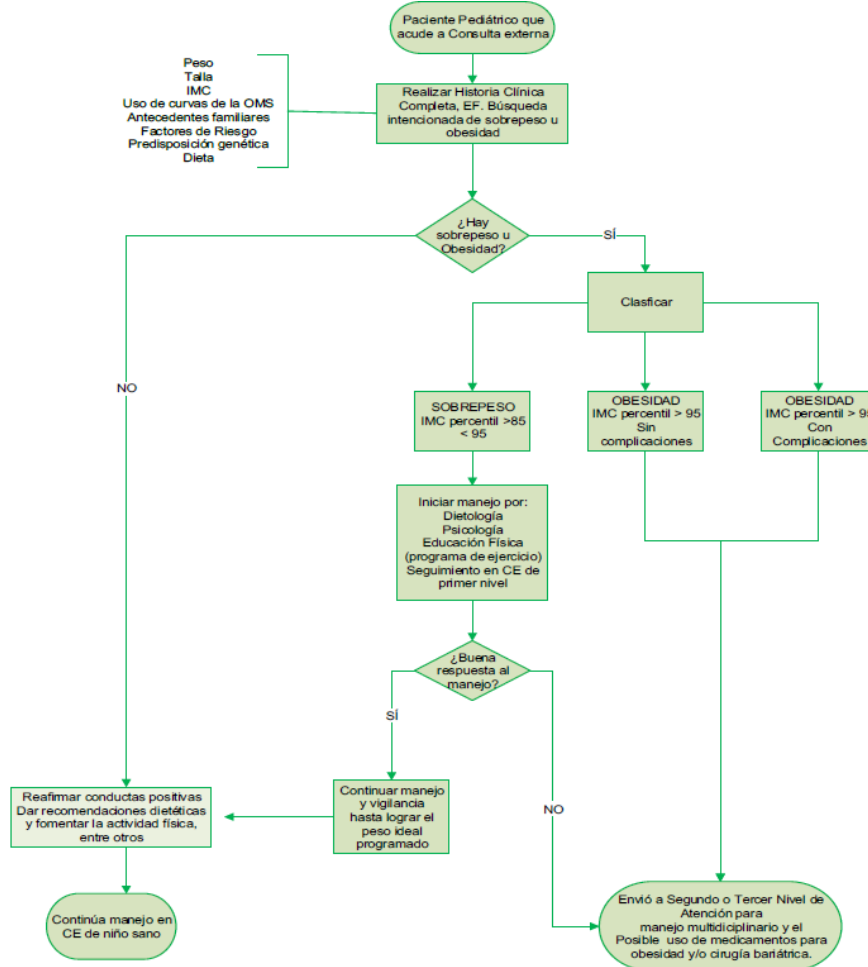 Paciente Pediátrico que
acude a Consulta externa
Peso
Talla
IMC
Uso de curvas de la OMS
Antecedentes familiares
Factores de Riesgo
Predisposición genética
Dieta
Realizar Historia Clínica
Completa, EF. Búsqueda
intencionada de sobrepeso u
obesidad
¿Hay
sobrepeso u
Obesidad?
SÍ
Clasficar
NO
SOBREPESO
IMC percentil >85
< 95
OBESIDAD
IMC percentil > 95
Sin
complicaciones
OBESIDAD
IMC percentil > 95
Con
Complicaciones
Iniciar manejo por:
Dietología
Psicología
Educación Física
(programa de ejercicio)
Seguimiento en CE de
primer nivel
¿Buena
respuesta al
manejo?
SÍ
NO
Reafirmar conductas positivas
Dar recomendaciones dietéticas
y fomentar la actividad física,
entre otros
Continuar manejo
y vigilancia
hasta lograr el
peso ideal
programado
Continúa manejo en
CE de niño sano
Envió a Segundo o Tercer Nivel de
Atención para
manejo multidiciplinario y el
Posible uso de medicamentos para
obesidad y/o cirugía bariátrica.